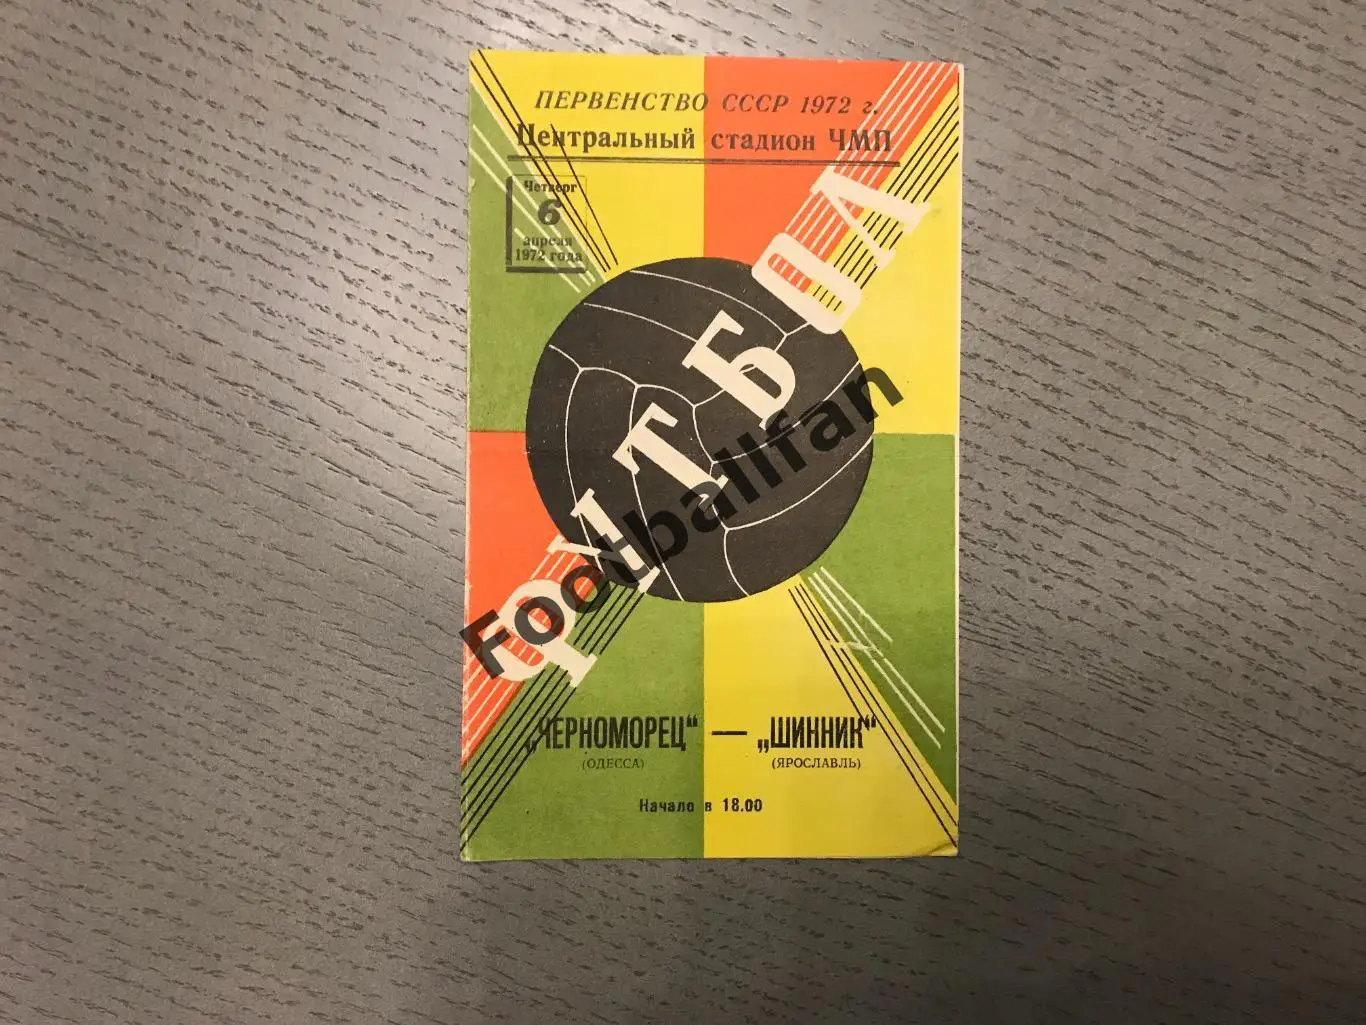 ПЕРВЕНСТВО СССР 1972 г.
Центральный стадион ЧМП
Четверг
6
апреля
1972 года
ФУТБОЛ
Footballfan
„ЧЕРНОМОРЕЦ“ — „ШИННИК“
(ОДЕССА) (ЯРОСЛАВЛЬ)
Начало в 18.00